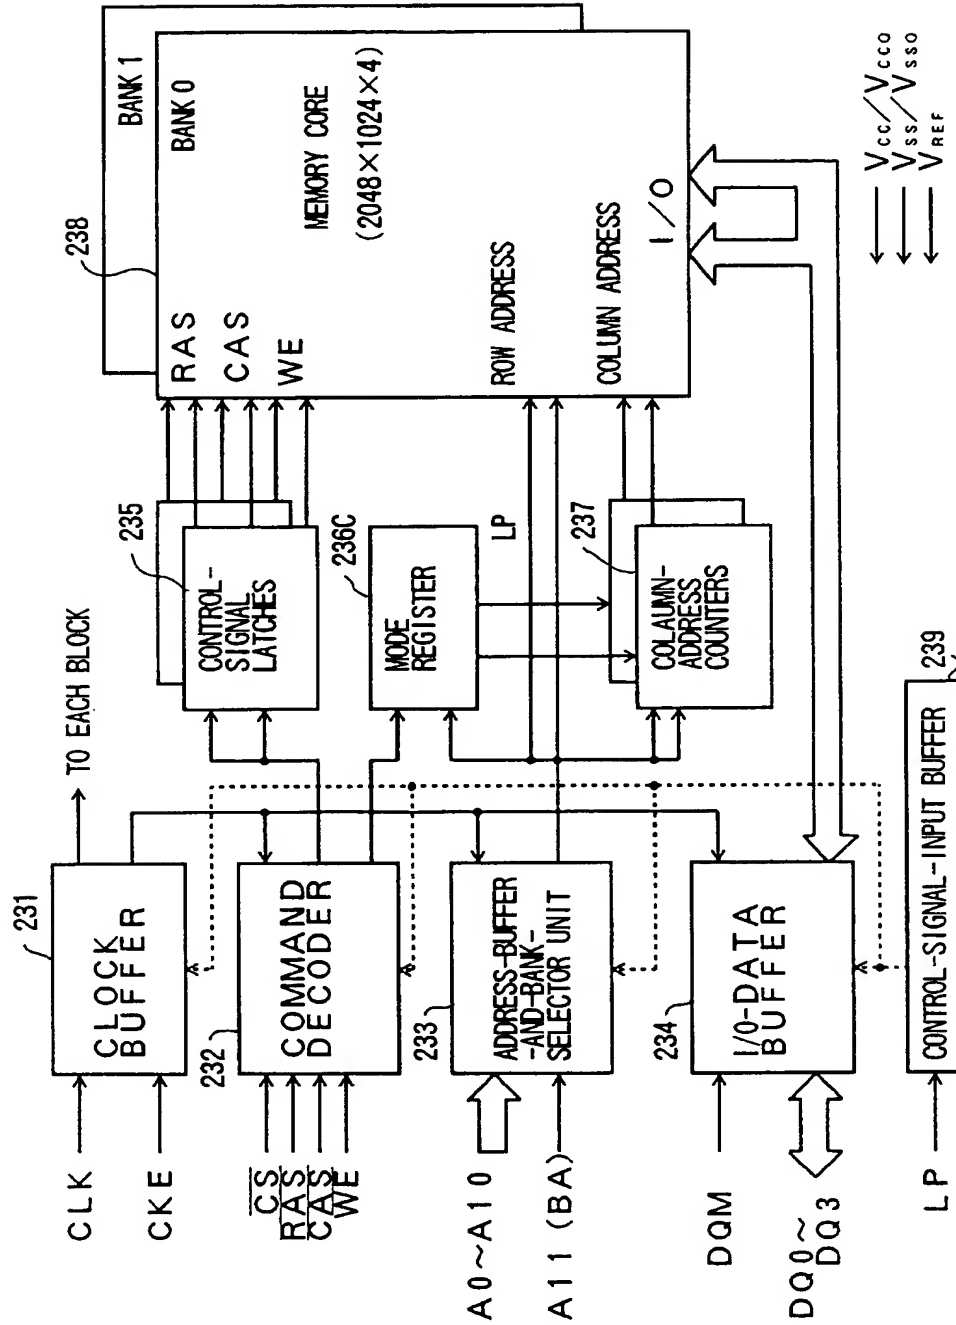 CLK
CKE
231
CLOCK
BUFFER
TO EACH BLOCK
CS
RAS
CAS
WE
232
COMMAND
DECODER
A0~A10
A11 (BA)
233
ADDRESS-BUFFER
-AND-BANK-
SELECTOR UNIT
DQM
DQ0~
DQ3
234
I/O-DATA
BUFFER
LP
CONTROL-SIGNAL-INPUT BUFFER
239
235
CONTROL-
SIGNAL
LATCHES
236C
MODE
REGISTER
LP
237
COLAUMN-
ADDRESS
COUNTERS
238
BANK 1
BANK 0
RAS
CAS
WE
MEMORY CORE
(2048×1024×4)
ROW ADDRESS
COLUMN ADDRESS
I/O
VCC/VCCQ
VSS/VSSQ
VREF